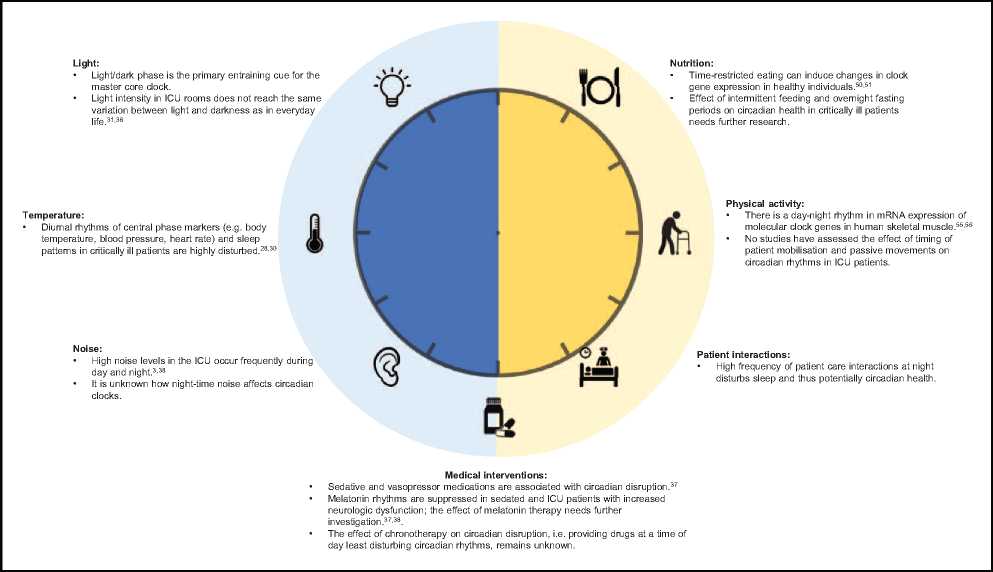 Light:
• Light/dark phase is the primary entraining cue for the
master core clock.
• Light intensity in ICU rooms does not reach the same
variation between light and darkness as in everyday
life.31,36
Nutrition:
• Time-restricted eating can induce changes in clock
gene expression in healthy individuals.50,51
• Effect of intermittent feeding and overnight fasting
periods on circadian health in critically ill patients
needs further research.
Temperature:
• Diurnal rhythms of central phase markers (e.g. body
temperature, blood pressure, heart rate) and sleep
patterns in critically ill patients are highly disturbed.28,30
Physical activity:
• There is a day-night rhythm in mRNA expression of
molecular clock genes in human skeletal muscle.55,56
• No studies have assessed the effect of timing of
patient mobilisation and passive movements on
circadian rhythms in ICU patients.
Noise:
• High noise levels in the ICU occur frequently during
day and night.3,38
• It is unknown how night-time noise affects circadian
clocks.
Patient interactions:
• High frequency of patient care interactions at night
disturbs sleep and thus potentially circadian health.
Medical interventions:
• Sedative and vasopressor medications are associated with circadian disruption.37
• Melatonin rhythms are suppressed in sedated and ICU patients with increased
neurologic dysfunction; the effect of melatonin therapy needs further
investigation.37,38.
• The effect of chronotherapy on circadian disruption, i.e. providing drugs at a time of
day least disturbing circadian rhythms, remains unknown.